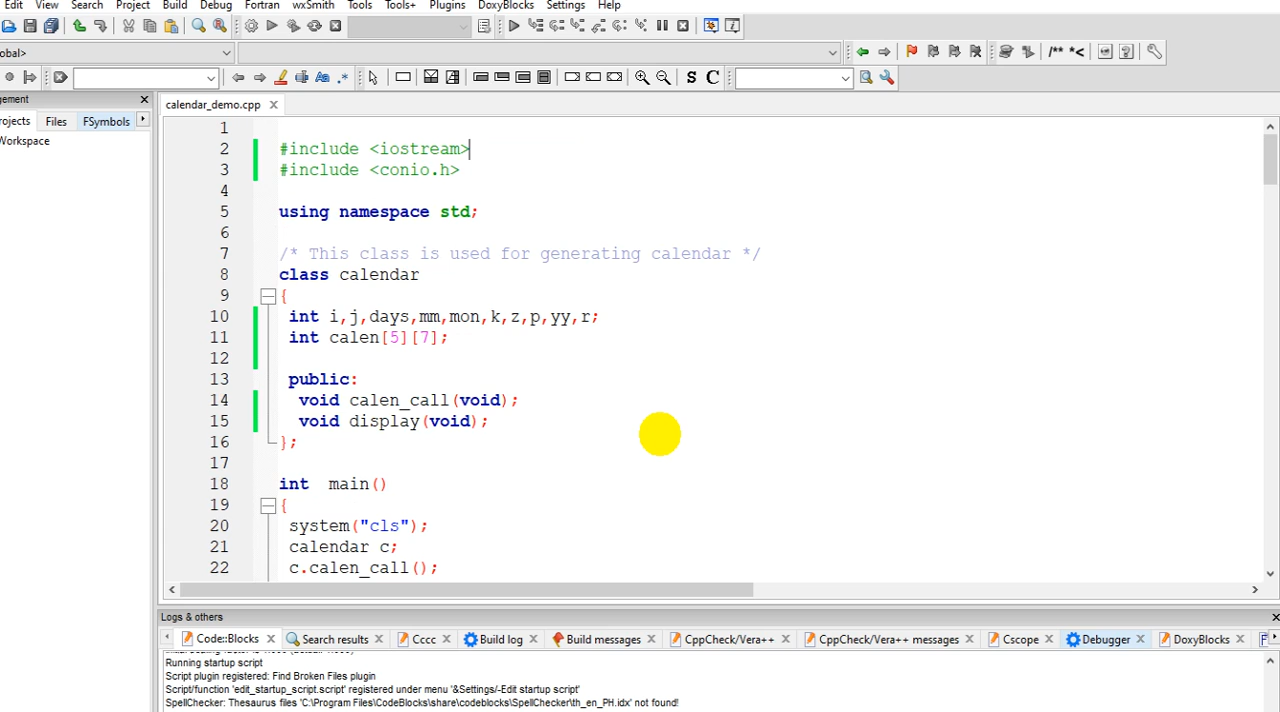 Edit View Search Project Build Debug Fortran wxSmith Tools Tools+ Plugins DoxyBlocks Settings Help
obal>
/** *<
Aa .*
S C
gement
rojects Files FSymbols
Workspace
calendar_demo.cpp
1
2 #include <iostream>
3 #include <conio.h>
4
5 using namespace std;
6
7 /* This class is used for generating calendar */
8 class calendar
9 {
10 int i,j,days,mm,mon,k,z,p,yy,r;
11 int calen[5][7];
12
13 public:
14 void calen_call(void);
15 void display(void);
16 };
17
18 int main()
19 {
20 system("cls");
21 calendar c;
22 c.calen_call();
Logs & others
Code::Blocks Search results Cccc Build log Build messages CppCheck/Vera++ CppCheck/Vera++ messages Cscope Debugger DoxyBlocks F
Running startup script
Script plugin registered: Find Broken Files plugin
Script/function 'edit_startup_script.script' registered under menu '&Settings/-Edit startup script'
SpellChecker: Thesaurus files 'C:\Program Files\CodeBlocks\share\codeblocks\SpellChecker\th_en_PH.idx' not found!